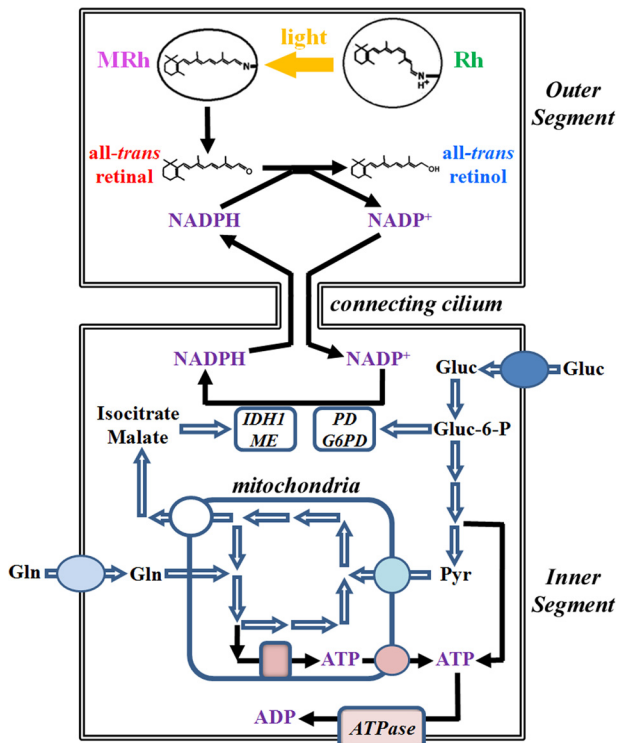 MRh
light
Rh
N
N
H+
Outer
Segment
all-trans
retinal
O
OH
all-trans
retinol
NADPH
NADP+
connecting cilium
NADPH
NADP+
Gluc
Gluc
Isocitrate
Malate
IDH1
ME
PD
G6PD
Gluc-6-P
mitochondria
Gln
Gln
Pyr
Inner
Segment
ATP
ATP
ADP
ATPase